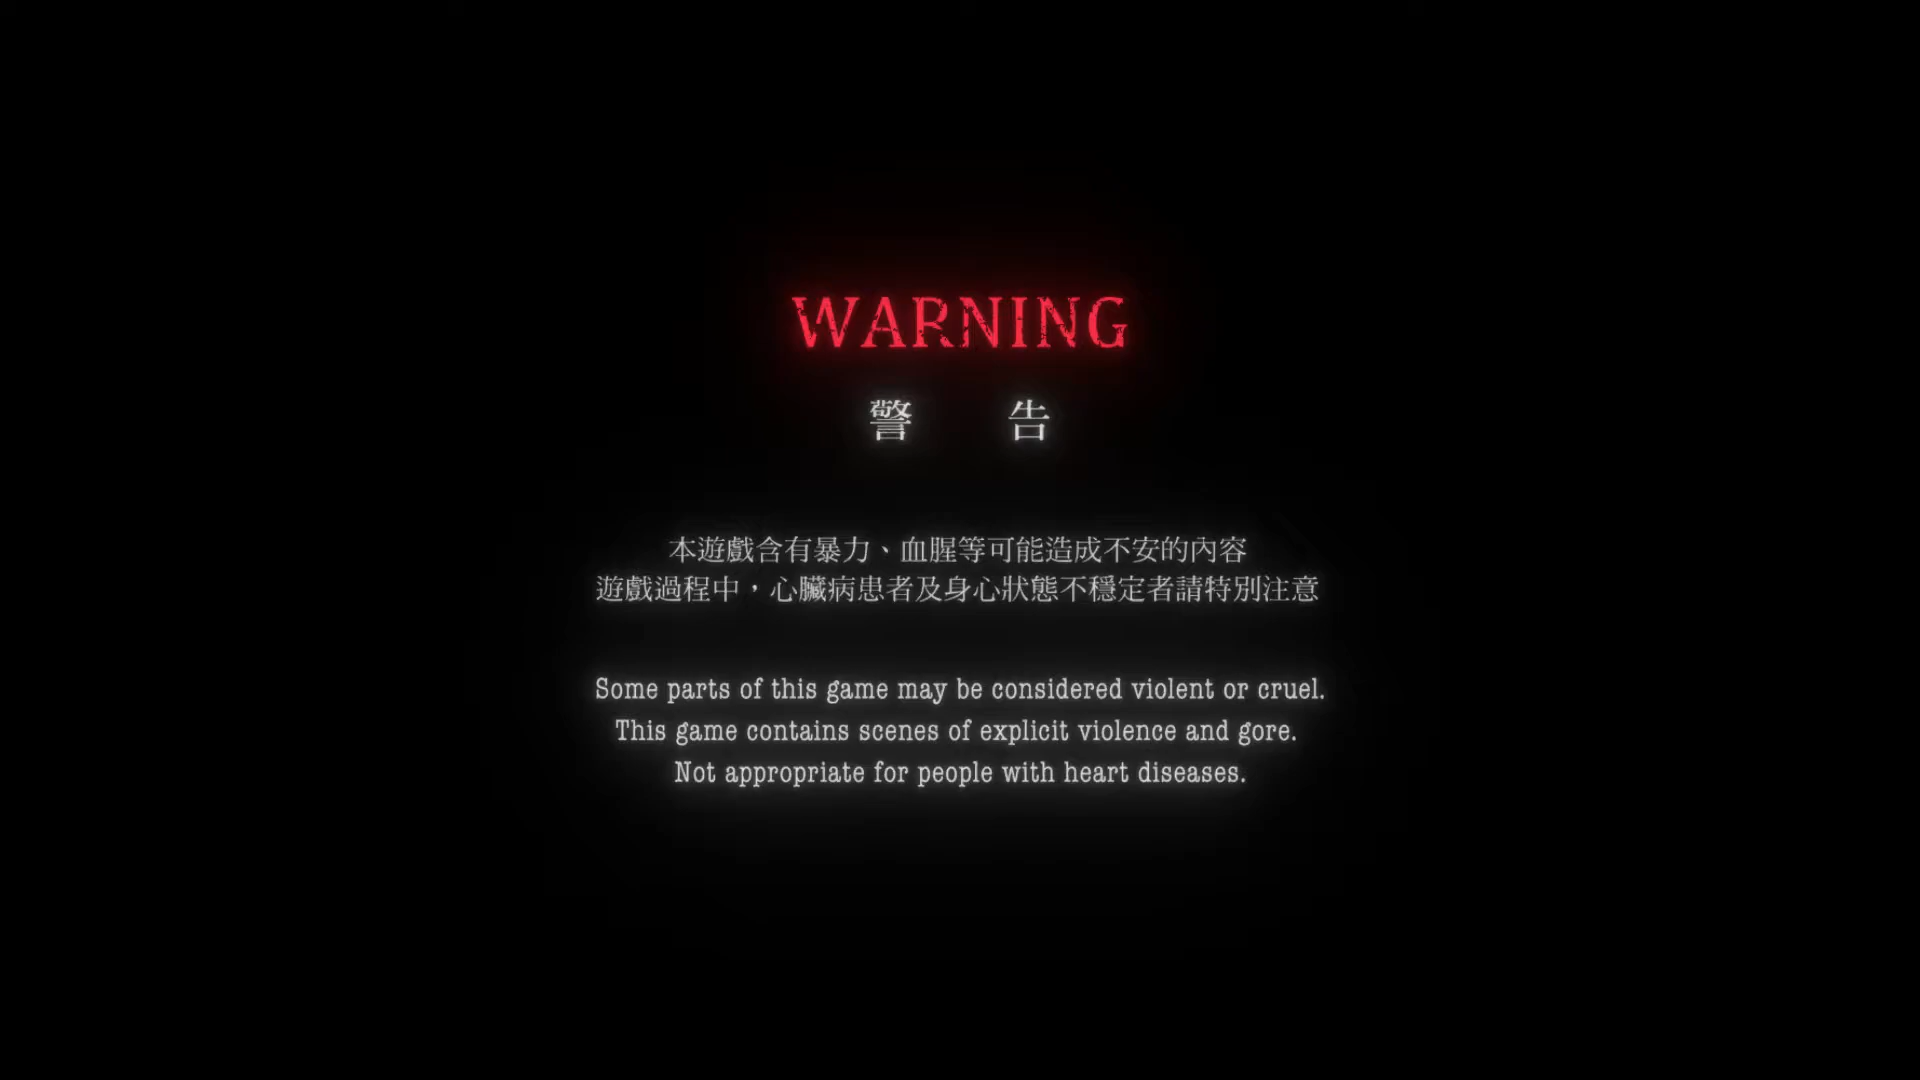 WARNING
警 告
本遊戲含有暴力、血腥等可能造成不安的內容
遊戲過程中，心臟病患者及身心狀態不穩定者請特別注意
Some parts of this game may be considered violent or cruel.
This game contains scenes of explicit violence and gore.
Not appropriate for people with heart diseases.